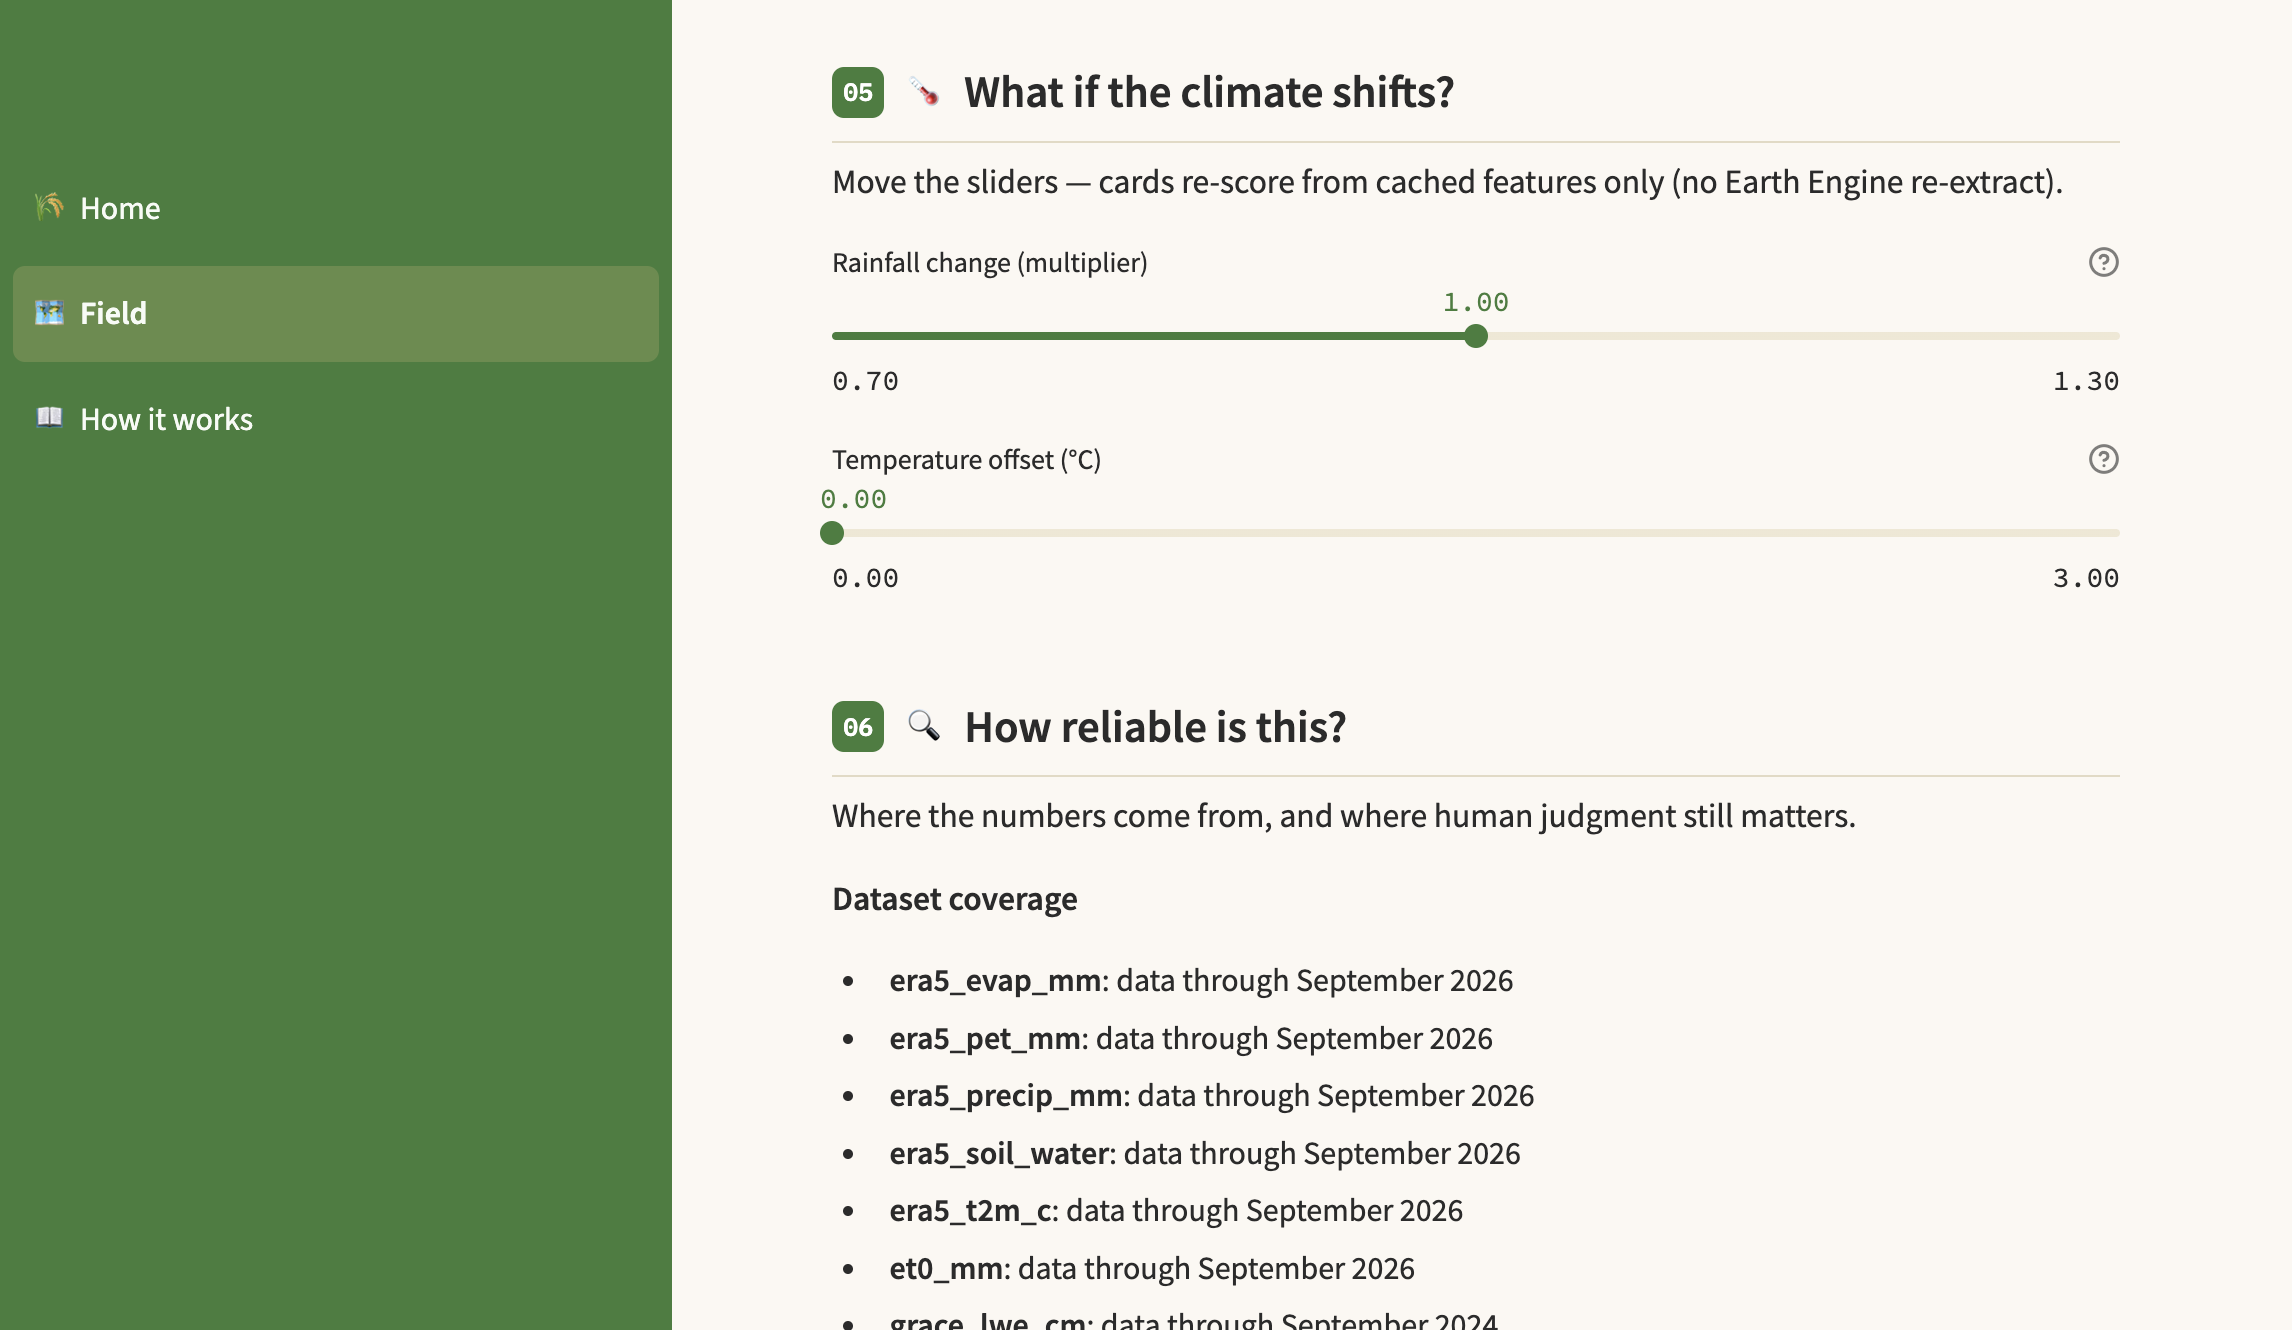 Home
Field
How it works
05 What if the climate shifts?
Move the sliders — cards re-score from cached features only (no Earth Engine re-extract).
Rainfall change (multiplier)
1.00
0.70 1.30
Temperature offset (°C)
0.00
0.00 3.00
06 How reliable is this?
Where the numbers come from, and where human judgment still matters.
Dataset coverage
era5_evap_mm: data through September 2026
era5_pet_mm: data through September 2026
era5_precip_mm: data through September 2026
era5_soil_water: data through September 2026
era5_t2m_c: data through September 2026
et0_mm: data through September 2026
grace_lwe_cm: data through September 2024